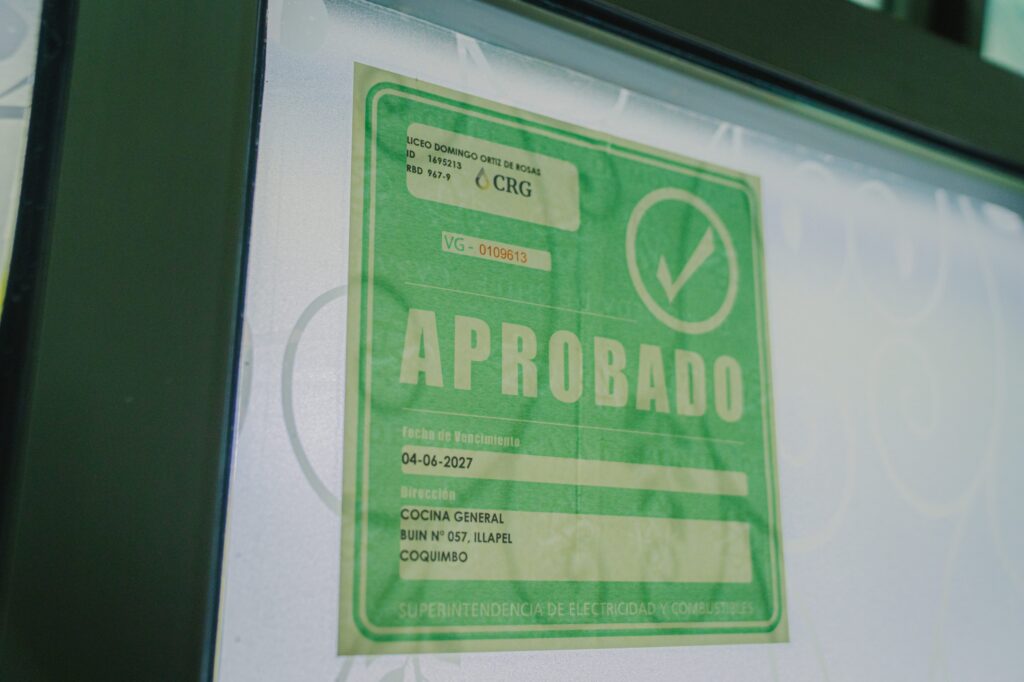 LICEO DOMINGO ORTIZ DE ROSAS
ID 1695213
RBD 967-9
CRG
VG - 0109613
APROBADO
Fecha de Vencimiento
04-06-2027
Dirección
COCINA GENERAL
BUIN Nº 057, ILLAPEL
COQUIMBO
SUPERINTENDENCIA DE ELECTRICIDAD Y COMBUSTIBLES